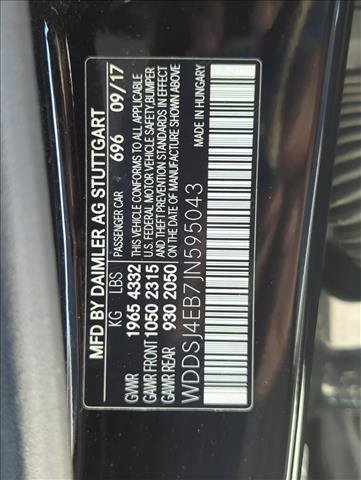 MFD BY DAIMLER AG STUTTGART
KG LBS PASSENGER CAR 696 09/17
GVWR 1965 4332 THIS VEHICLE CONFORMS TO ALL APPLICABLE
GAWR FRONT 1050 2315 U.S. FEDERAL MOTOR VEHICLE SAFETY, BUMPER
GAWR REAR 930 2050 AND THEFT PREVENTION STANDARDS IN EFFECT
ON THE DATE OF MANUFACTURE SHOWN ABOVE
MADE IN HUNGARY
WDDSJ4EB7JN595043